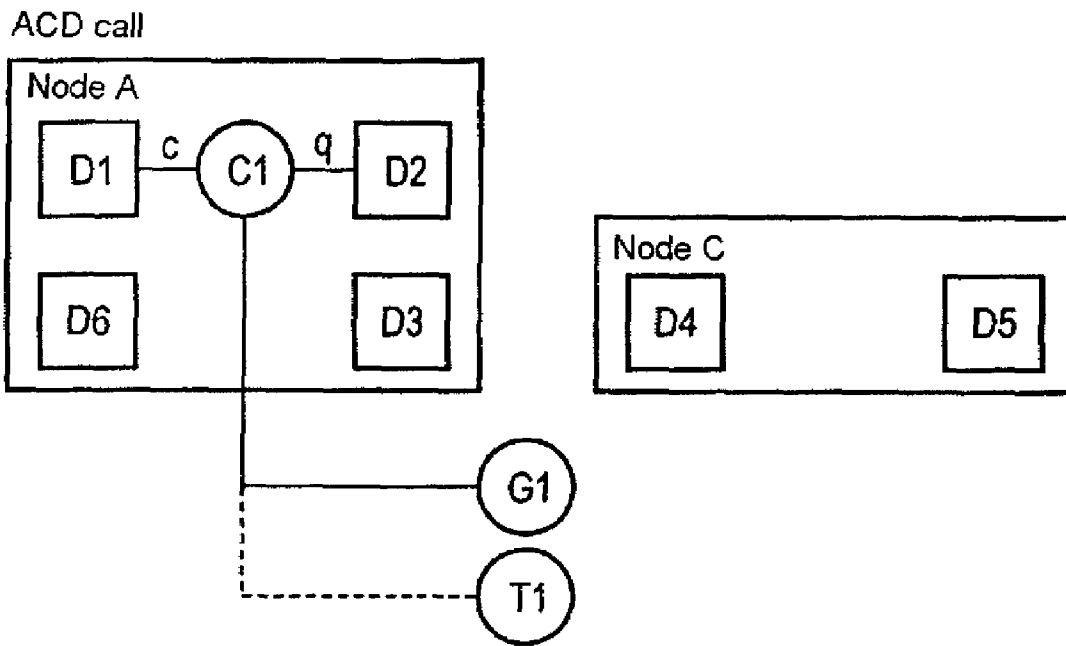 ACD call
Node A
D1 c C1 q D2
D6 D3
Node C
D4 D5
G1
T1